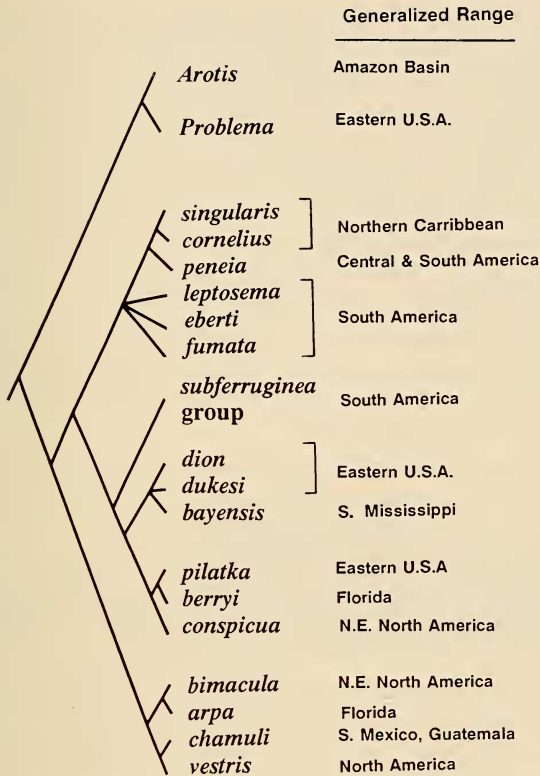 Generalized Range
Arotis Amazon Basin
Problema Eastern U.S.A.
singularis
cornelius
Northern Carribbean
peneia Central & South America
leptosema
eberti
fumata
South America
subferruginea
group
South America
dion
dukesi
Eastern U.S.A.
bayensis S. Mississippi
pilatka Eastern U.S.A
berryi Florida
conspicua N.E. North America
bimacula N.E. North America
arpa Florida
chamuli S. Mexico, Guatemala
vestris North America